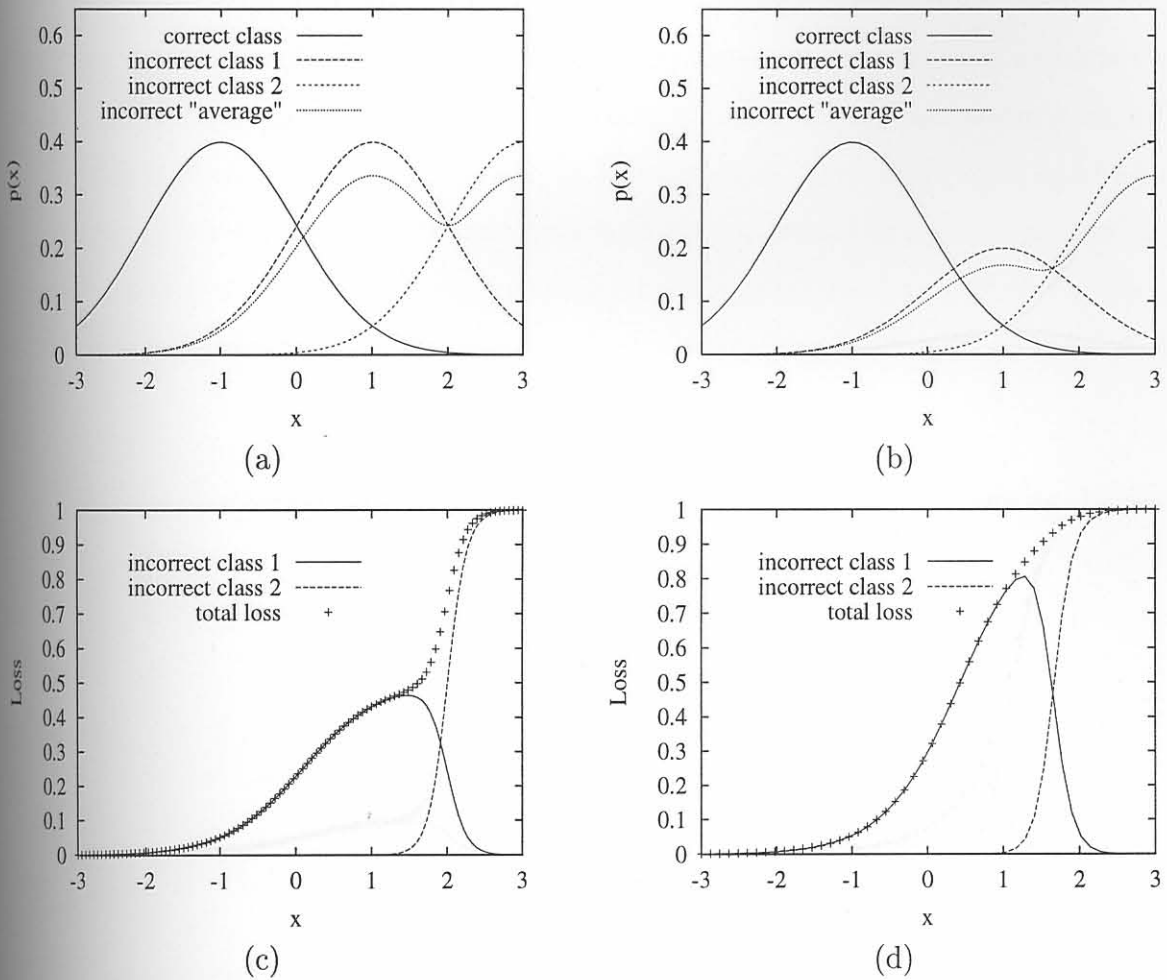 0.6
0.5
0.4
0.3
0.2
0.1
0
p(x)
correct class
incorrect class 1
incorrect class 2
incorrect "average"
-3 -2 -1 0 1 2 3
x
(a)
0.6
0.5
0.4
0.3
0.2
0.1
0
p(x)
correct class
incorrect class 1
incorrect class 2
incorrect "average"
-3 -2 -1 0 1 2 3
x
(b)
1
0.9
0.8
0.7
0.6
0.5
0.4
0.3
0.2
0.1
0
Loss
incorrect class 1
incorrect class 2
total loss
-3 -2 -1 0 1 2 3
x
(c)
1
0.9
0.8
0.7
0.6
0.5
0.4
0.3
0.2
0.1
0
Loss
incorrect class 1
incorrect class 2
total loss
-3 -2 -1 0 1 2 3
x
(d)